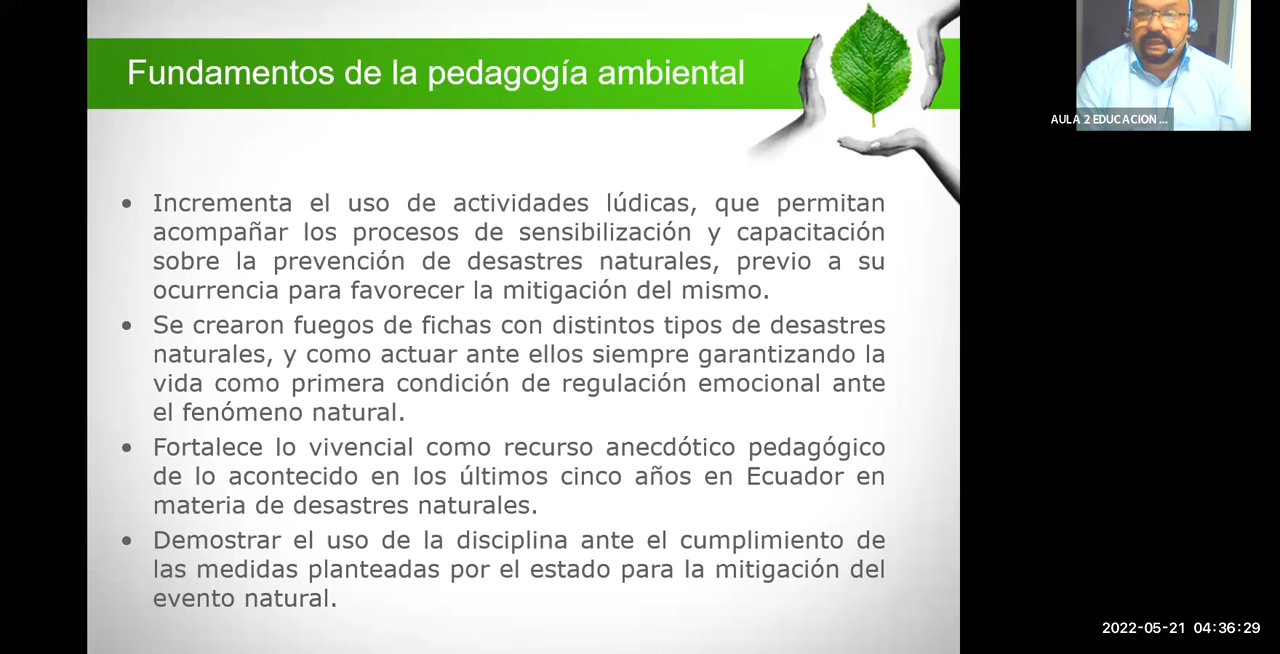 Fundamentos de la pedagogía ambiental
AULA 2 EDUCACION ...
• Incrementa el uso de actividades lúdicas, que permitan
acompañar los procesos de sensibilización y capacitación
sobre la prevención de desastres naturales, previo a su
ocurrencia para favorecer la mitigación del mismo.
• Se crearon fuegos de fichas con distintos tipos de desastres
naturales, y como actuar ante ellos siempre garantizando la
vida como primera condición de regulación emocional ante
el fenómeno natural.
• Fortalece lo vivencial como recurso anecdótico pedagógico
de lo acontecido en los últimos cinco años en Ecuador en
materia de desastres naturales.
• Demostrar el uso de la disciplina ante el cumplimiento de
las medidas planteadas por el estado para la mitigación del
evento natural.
2022-05-21 04:36:29